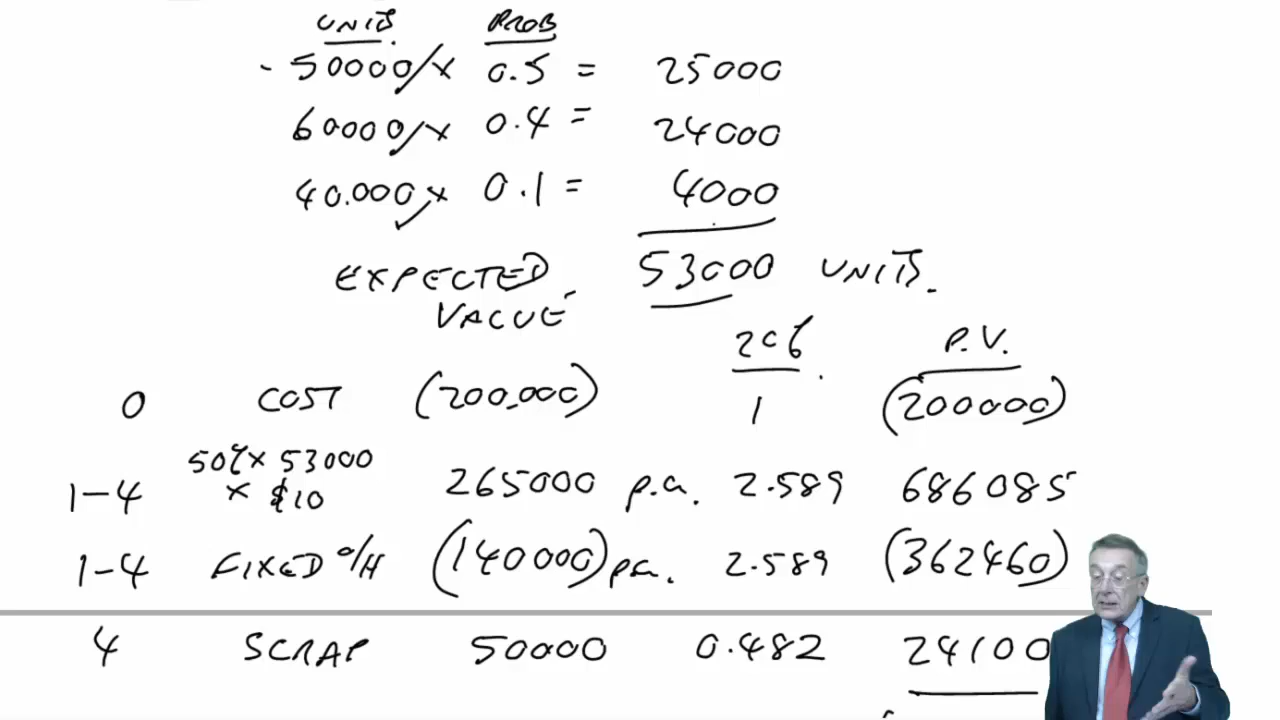 UNITS PROB
50000 x 0.5 = 25000
60000 x 0.4 = 24000
40.000 x 0.1 = 4000
EXPECTED 53000 UNITS.
VALUE
20% P.V.
0 COST (200,000) 1 (200000)
50% x 53000
1-4 x $10 265000 p.a. 2.589 686085
1-4 FIXED o/H (140000) p.a. 2.589 (362460)
4 SCRAP 50000 0.482 24100